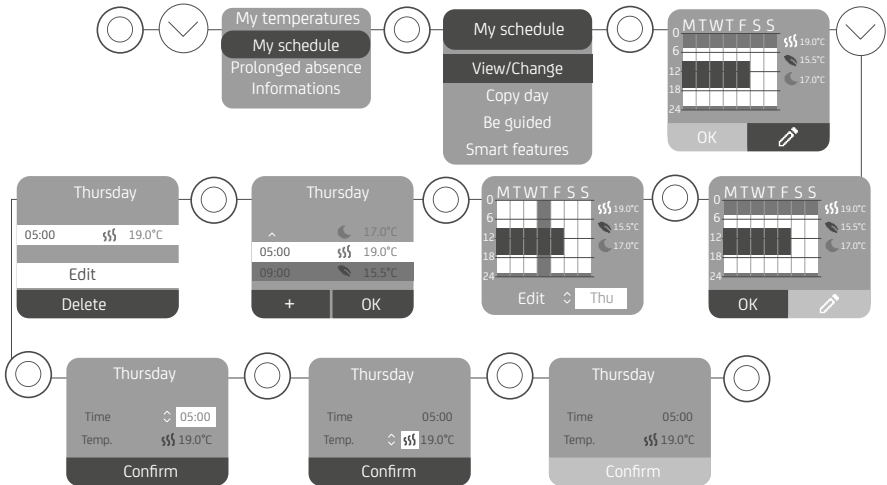 My temperatures
My schedule
Prolonged absence
Informations
My schedule
View/Change
Copy day
Be guided
Smart features
M T W T F S S
0
6
12
18
24
19.0°C
15.5°C
17.0°C
OK
Thursday
05:00 19.0°C
Edit
Delete
Thursday
17.0°C
05:00 19.0°C
09:00 15.5°C
+ OK
M T W T F S S
0
6
12
18
24
19.0°C
15.5°C
17.0°C
Edit Thu
M T W T F S S
0
6
12
18
24
19.0°C
15.5°C
17.0°C
OK
Thursday
Time 05:00
Temp. 19.0°C
Confirm
Thursday
Time 05:00
Temp. 19.0°C
Confirm
Thursday
Time 05:00
Temp. 19.0°C
Confirm